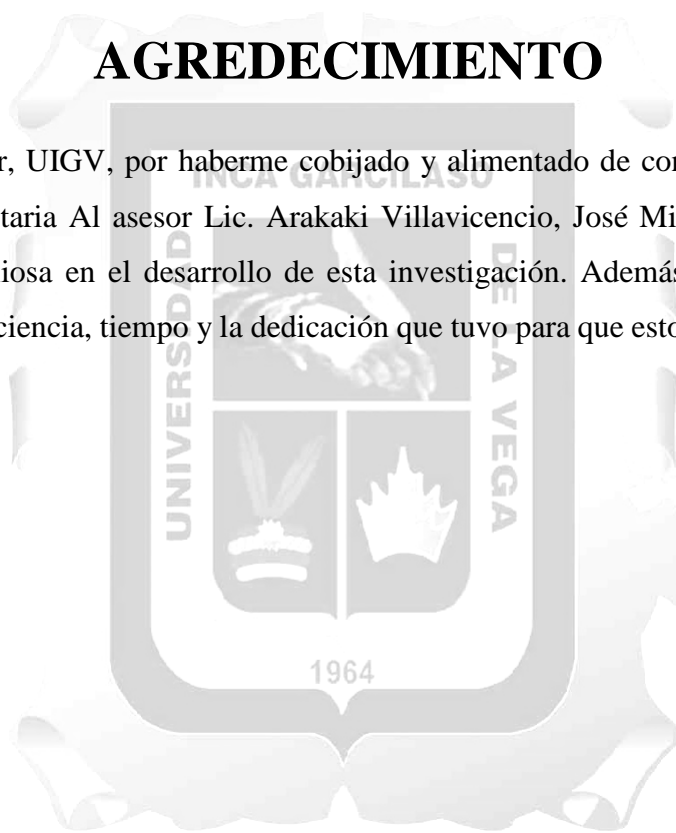 AGREDECIMIENTO
r, UIGV, por haberme cobijado y alimentado de
INCA GARCILASO
taria Al asesor Lic. Arakaki Villavicencio, José
iosa en el desarrollo de esta investigación. Además
ciencia, tiempo y la dedicación que tuvo para que esto
UNIVERSIDAD
DE LA VEGA
1964